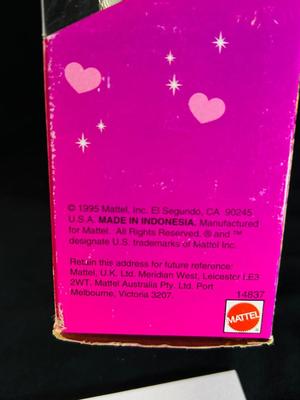 © 1995 Mattel, Inc. El Segundo, CA 90245
U.S.A. MADE IN INDONESIA. Manufactured
for Mattel. All Rights Reserved. ® and ™
designate U.S. trademarks of Mattel Inc.
Retain this address for future reference:
Mattel, U.K. Ltd. Meridian West, Leicester LE3
2WT, Mattel Australia Pty. Ltd. Port
Melbourne, Victoria 3207.
14837
MATTEL